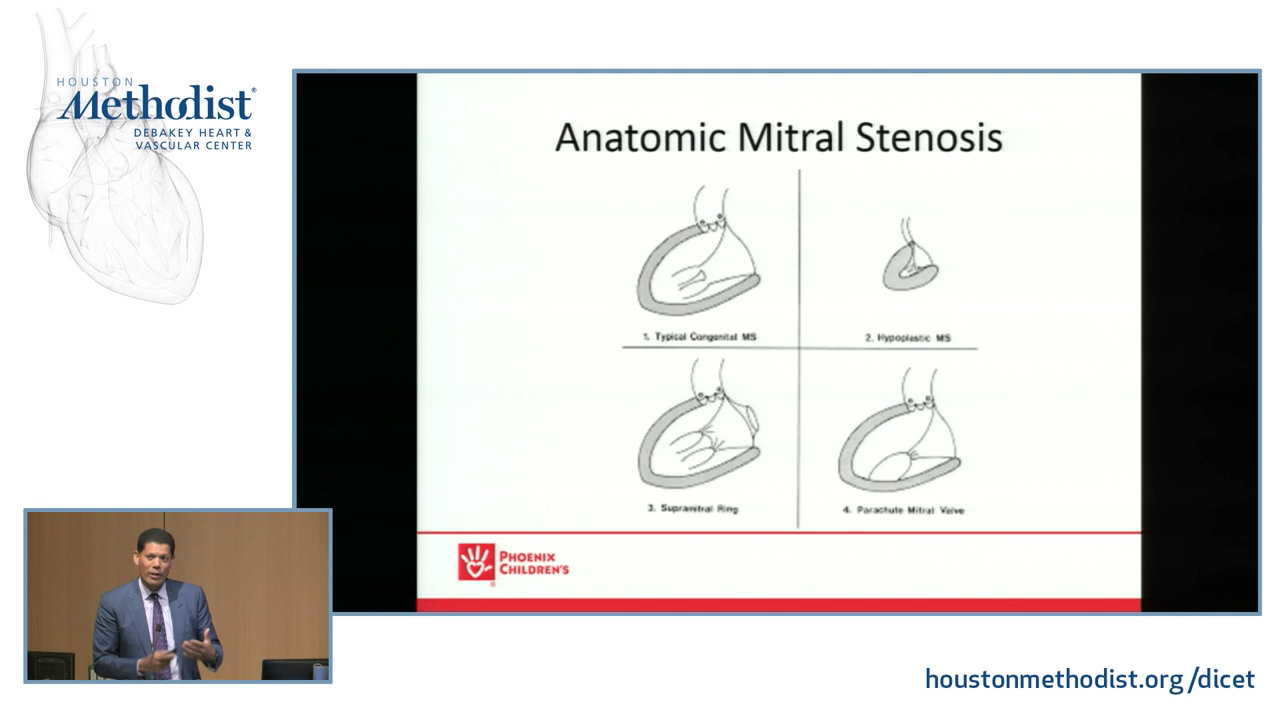 HOUSTON
Methodist®
DEBAKEY HEART &
VASCULAR CENTER
Anatomic Mitral Stenosis
1. Typical Congenital MS
2. Hypoplastic MS
3. Supramitral Ring
4. Parachute Mitral Valve
PHOENIX
CHILDREN'S
houstonmethodist.org/dicet